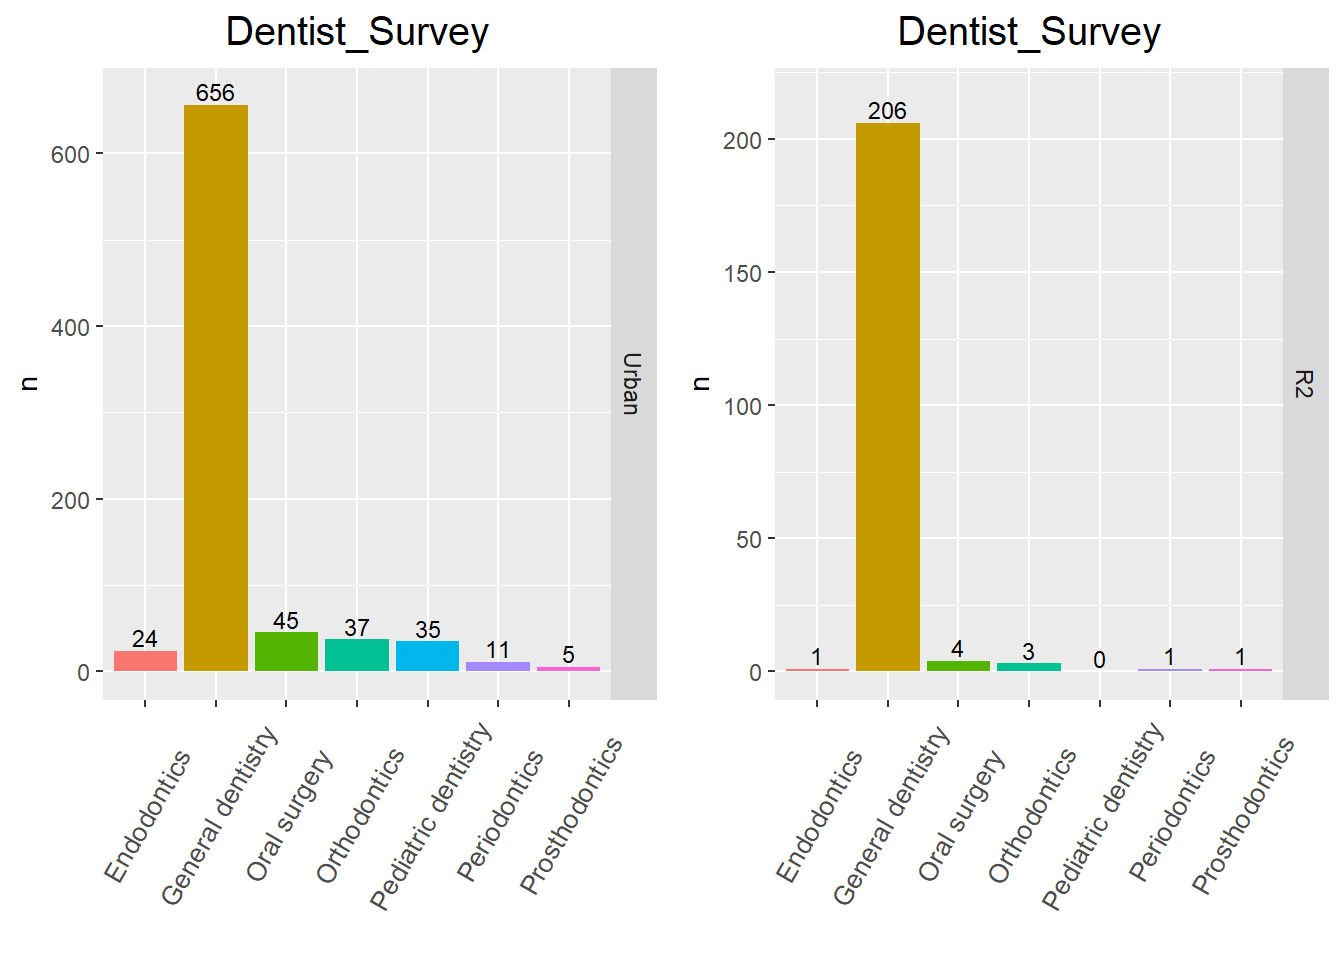 Dentist_Survey
656
600
400
n
Urban
200
24
45
37
35
11
5
0
Endodontics
General dentistry
Oral surgery
Orthodontics
Pediatric dentistry
Periodontics
Prosthodontics
Dentist_Survey
206
200
150
n
R2
100
50
1
4
3
0
1
1
0
Endodontics
General dentistry
Oral surgery
Orthodontics
Pediatric dentistry
Periodontics
Prosthodontics